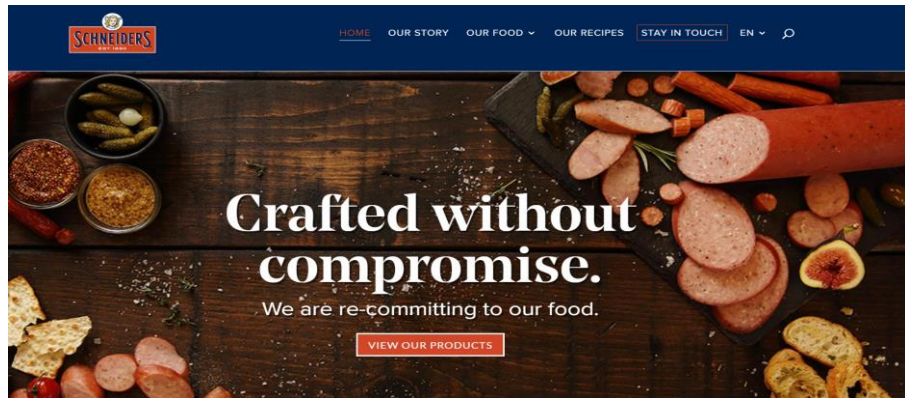 SCHNEIDERS
EST 1890
HOME OUR STORY OUR FOOD OUR RECIPES STAY IN TOUCH EN
Crafted without
compromise.
We are re-committing to our food.
VIEW OUR PRODUCTS